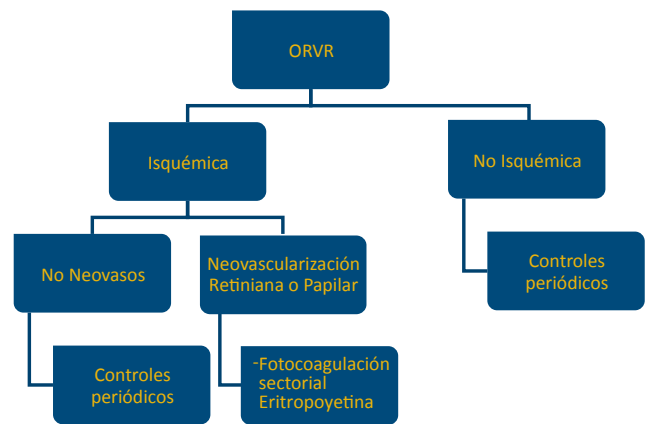 ORVR
Isquémica
No Isquémica
No Neovasos
Neovascularización
Retiniana o Papilar
Controles
periódicos
Controles
periódicos
-Fotocoagulación
sectorial
Eritropoyetina